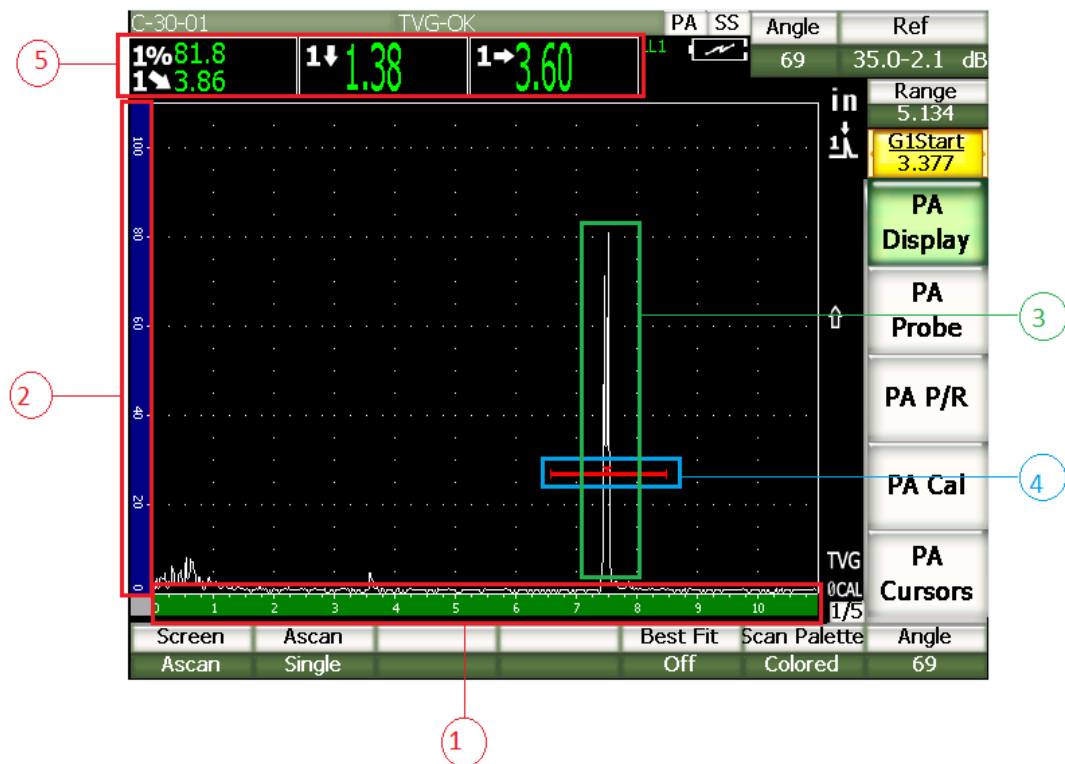 C-30-01 TVG-OK PA SS Angle Ref
1%81.8 1 1.38 1 3.60 69 35.0-2.1 dB
1 3.86
Range
in 5.134
1 G1Start
3.377
PA
Display
PA
Probe
PA P/R
PA Cal
TVG PA
0CAL Cursors
1/5
100
80
60
40
20
0
0 1 2 3 4 5 6 7 8 9 10
Screen Ascan Best Fit Scan Palette Angle
Ascan Single Off Colored 69
5
2
3
4
1